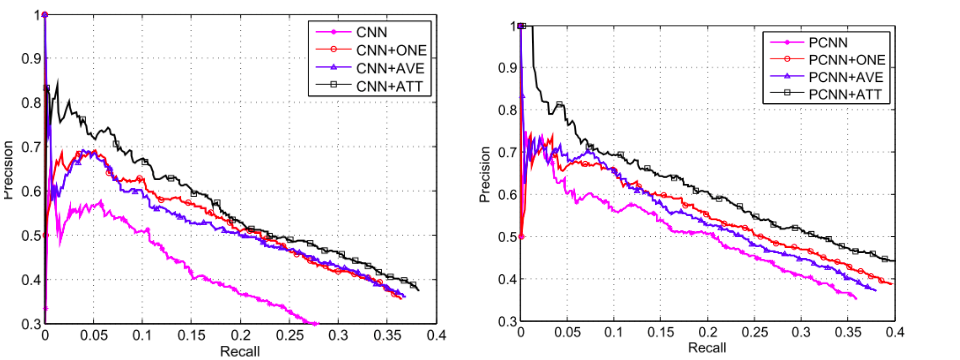 1
0.9
0.8
0.7
0.6
0.5
0.4
0.3
Precision
0 0.05 0.1 0.15 0.2 0.25 0.3 0.35 0.4
Recall
CNN
CNN+ONE
CNN+AVE
CNN+ATT
1
0.9
0.8
0.7
0.6
0.5
0.4
0.3
Precision
0 0.05 0.1 0.15 0.2 0.25 0.3 0.35 0.4
Recall
PCNN
PCNN+ONE
PCNN+AVE
PCNN+ATT